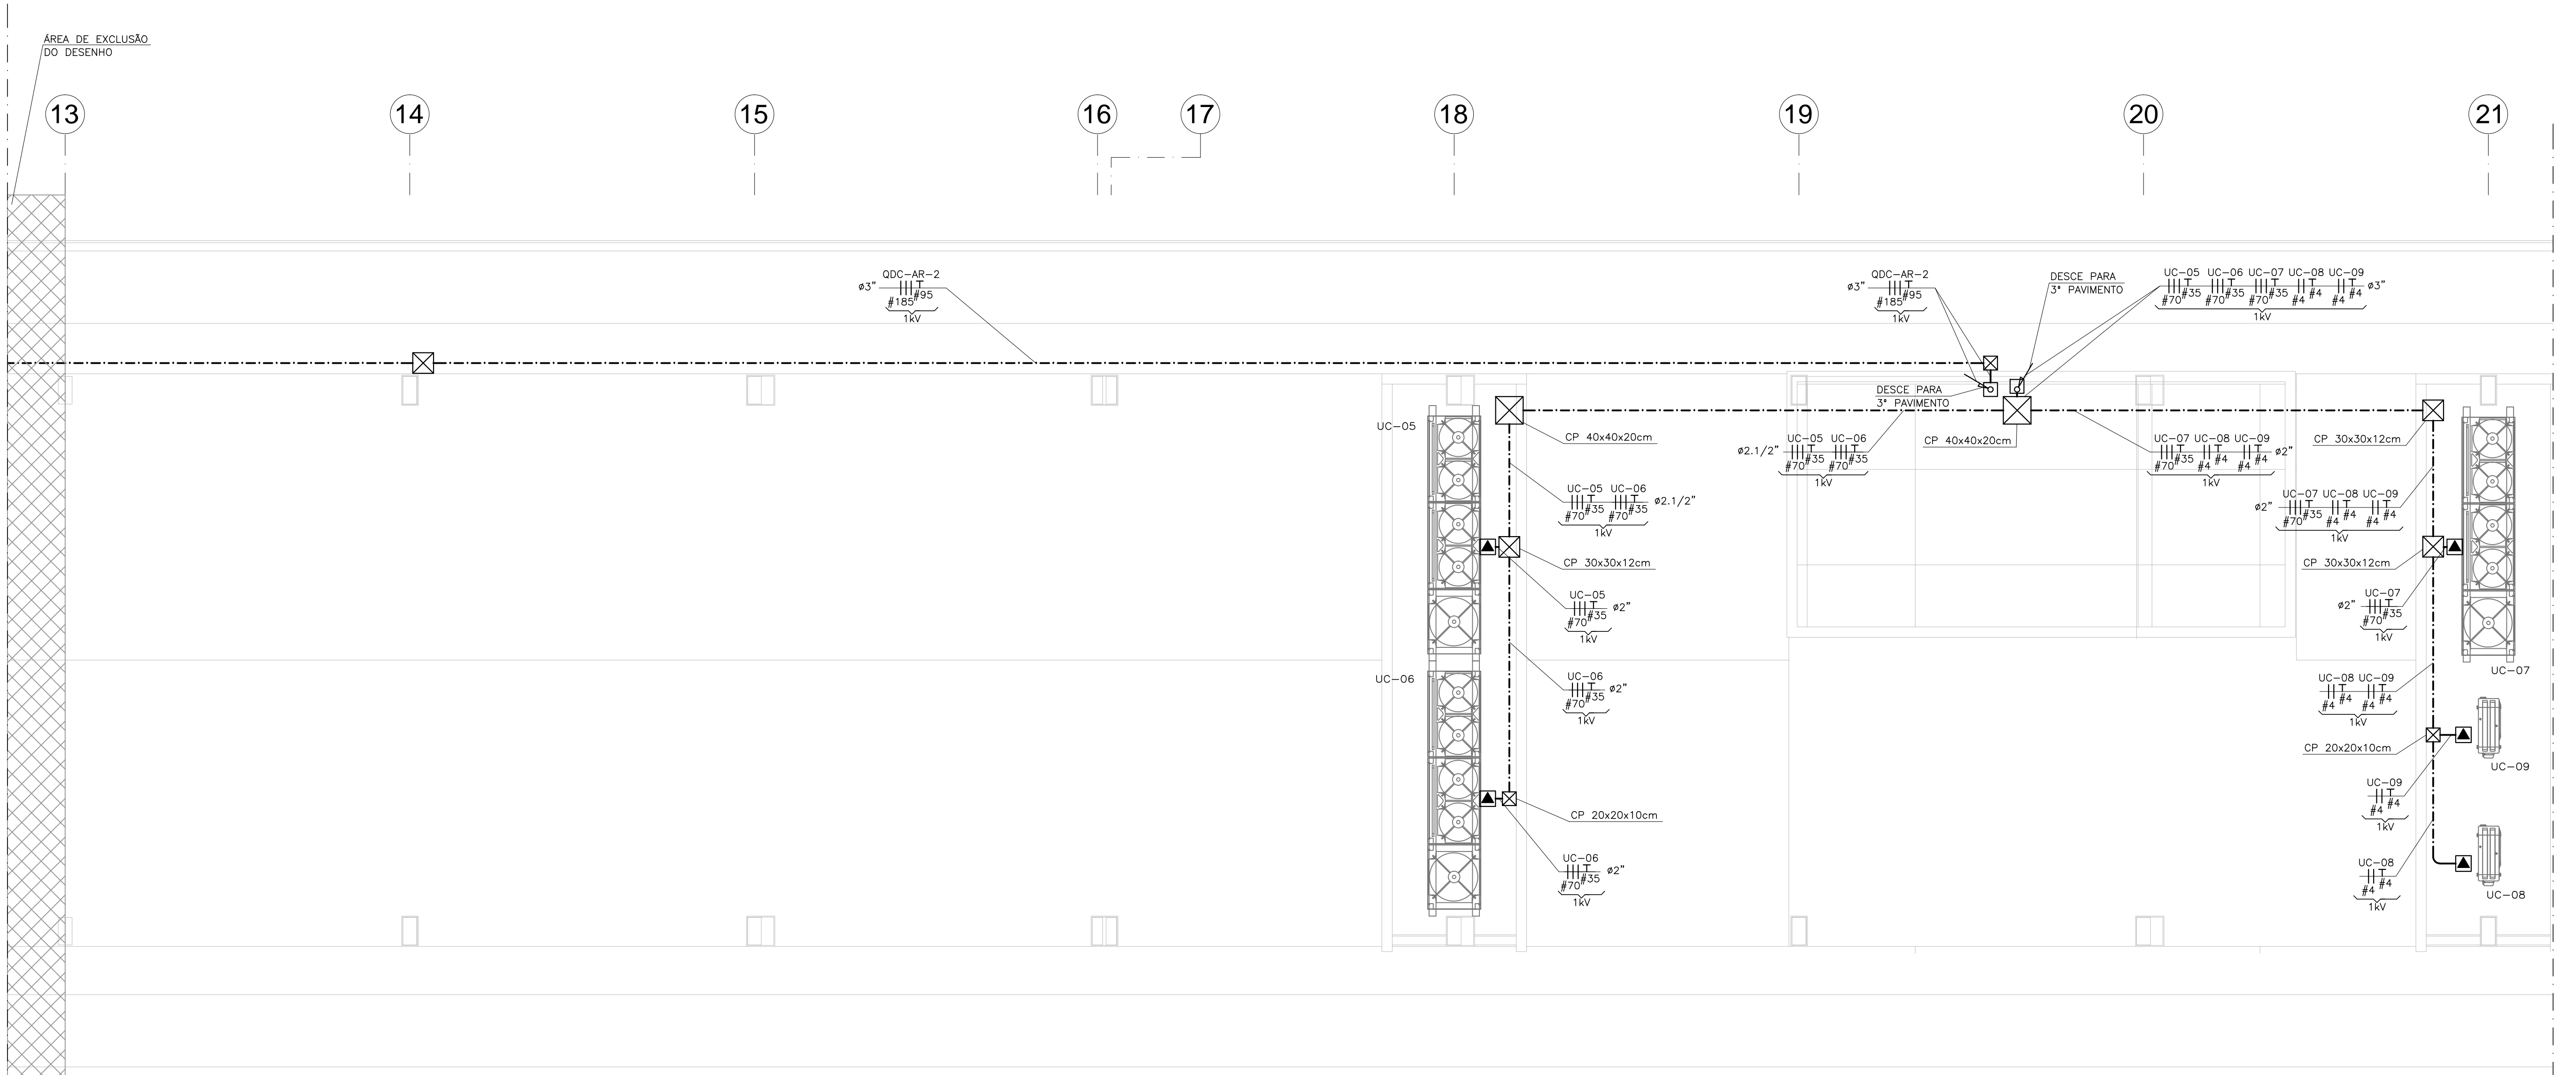 ÁREA DE EXCLUSÃO
DO DESENHO
13
14
15
16
17
18
19
20
21
QDC-AR-2
ø3"
#185 #95
1kV
QDC-AR-2
ø3"
#185 #95
1kV
DESCE PARA
3° PAVIMENTO
UC-05 UC-06 UC-07 UC-08 UC-09
ø3"
#70 #35 #70 #35 #70 #35 #4 #4 #4 #4
1kV
DESCE PARA
3° PAVIMENTO
UC-05
CP 40x40x20cm
UC-05 UC-06
ø2.1/2"
#70 #35 #70 #35
1kV
CP 40x40x20cm
UC-07 UC-08 UC-09
ø2"
#70 #35 #4 #4 #4 #4
1kV
CP 30x30x12cm
UC-05 UC-06
ø2.1/2"
#70 #35 #70 #35
1kV
UC-07 UC-08 UC-09
ø2"
#70 #35 #4 #4 #4 #4
1kV
CP 30x30x12cm
CP 30x30x12cm
UC-05
ø2"
#70 #35
1kV
UC-07
ø2"
#70 #35
1kV
UC-06
UC-06
ø2"
#70 #35
1kV
UC-07
UC-08 UC-09
#4 #4 #4 #4
1kV
CP 20x20x10cm
UC-09
UC-09
#4 #4
1kV
CP 20x20x10cm
UC-06
ø2"
#70 #35
1kV
UC-08
#4 #4
1kV
UC-08